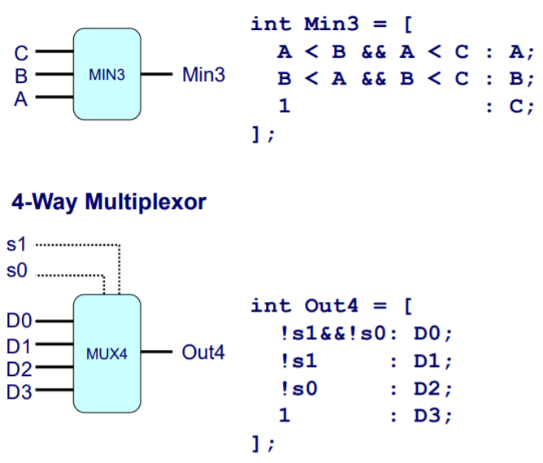 C
B
A
MIN3
Min3
int Min3 = [
A < B && A < C : A;
B < A && B < C : B;
1 : C;
];
4-Way Multiplexor
s1
s0
D0
D1
D2
D3
MUX4
Out4
int Out4 = [
!s1&&!s0: D0;
!s1 : D1;
!s0 : D2;
1 : D3;
];